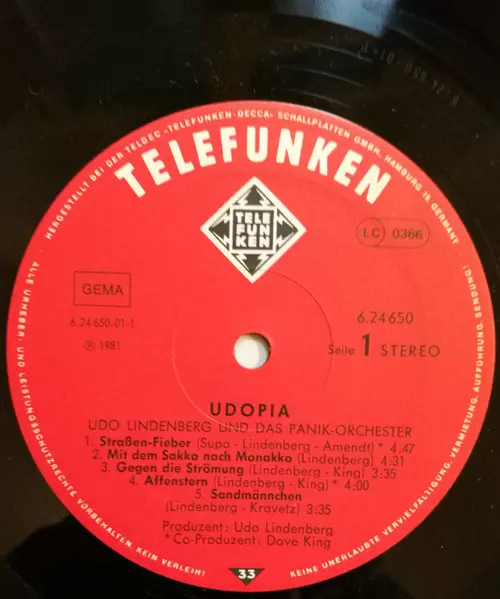 HERGESTELLT BEI DER TELDEC »TELEFUNKEN-DECCA« SCHALLPLATTEN GMBH, HAMBURG 19, GERMANY
TELEFUNKEN
TELE
FUN
KEN
LC 0366
GEMA
6.24 650-01-1
Ⓟ 1981
6.24650
Seite 1 STEREO
UDOPIA
UDO LINDENBERG UND DAS PANIK-ORCHESTER
1. Straßen-Fieber (Supa - Lindenberg - Amendt) * 4:47
2. Mit dem Sakko nach Monakko (Lindenberg) 4:31
3. Gegen die Strömung (Lindenberg - King) 3:35
4. Affenstern (Lindenberg - King) * 4:00
5. Sandmännchen
(Lindenberg - Kravetz) 3:35
Produzent: Udo Lindenberg
*Co-Produzent: Dave King
33
ALLE URHEBER- UND LEISTUNGSSCHUTZRECHTE VORBEHALTEN. KEIN VERLEIH!
KEINE UNERLAUBTE VERVIELFÄLTIGUNG, VERMIETUNG, AUFFÜHRUNG, SENDUNG!